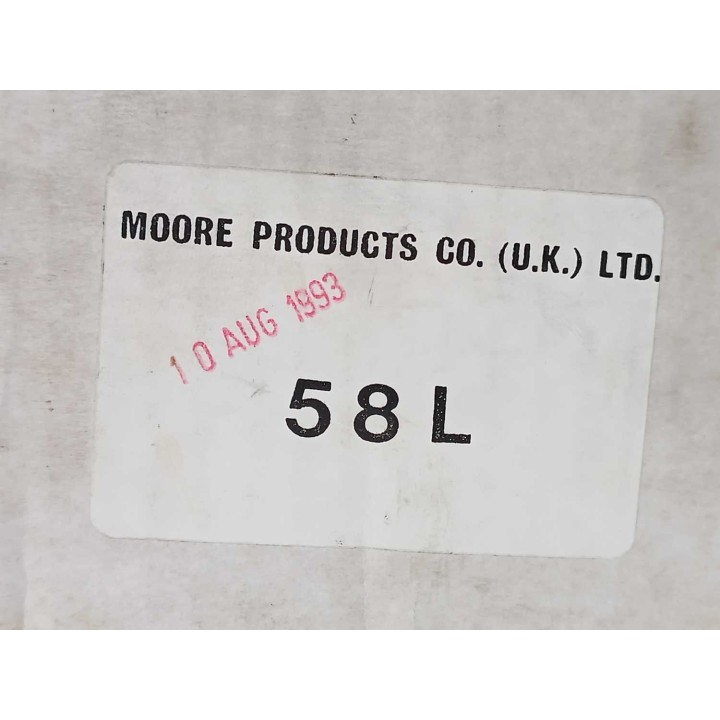 MOORE PRODUCTS CO. (U.K.) LTD.
10 AUG 1993
58L